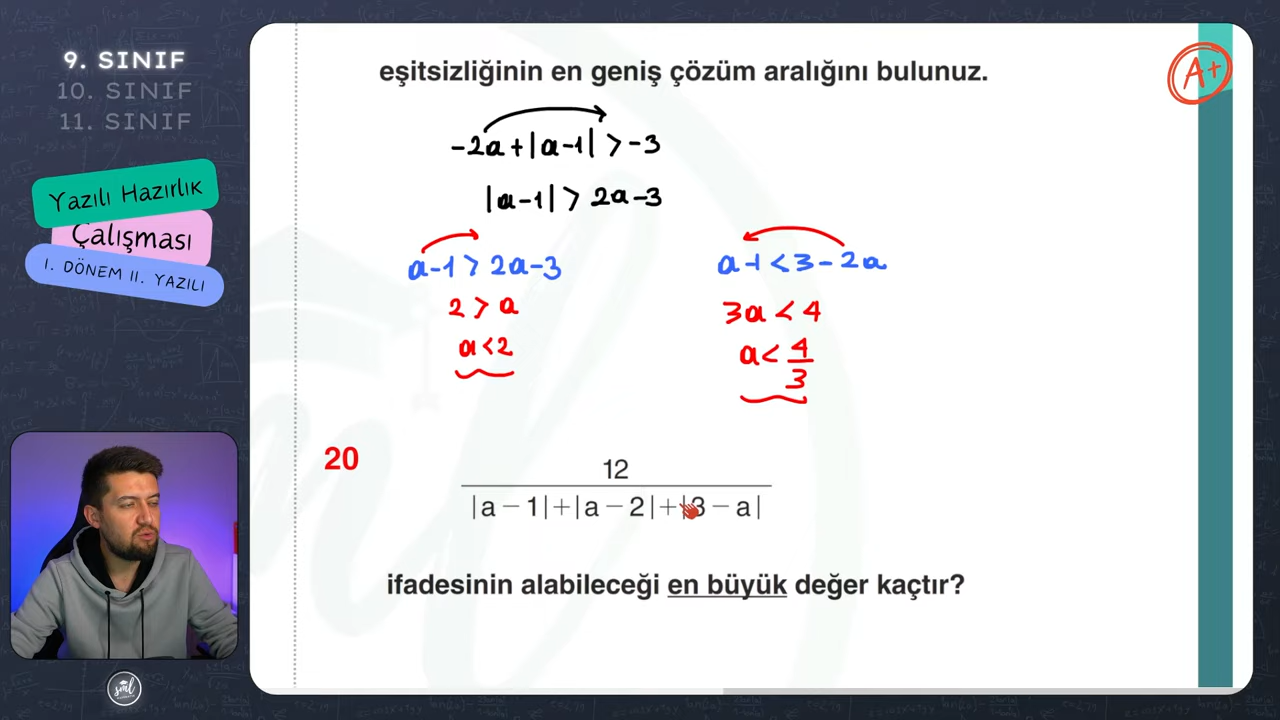 9. SINIF
10. SINIF
11. SINIF
Yazılı Hazırlık
Çalışması
I. DÖNEM II. YAZILI
A+
eşitsizliğinin en geniş çözüm aralığını bulunuz.
-2a+|a-1| > -3
|a-1| > 2a-3
a-1 > 2a-3
2 > a
a < 2
a-1 < 3-2a
3a < 4
a < 4/3
20
12
|a − 1|+|a − 2|+|3 − a|
ifadesinin alabileceği en büyük değer kaçtır?
sml